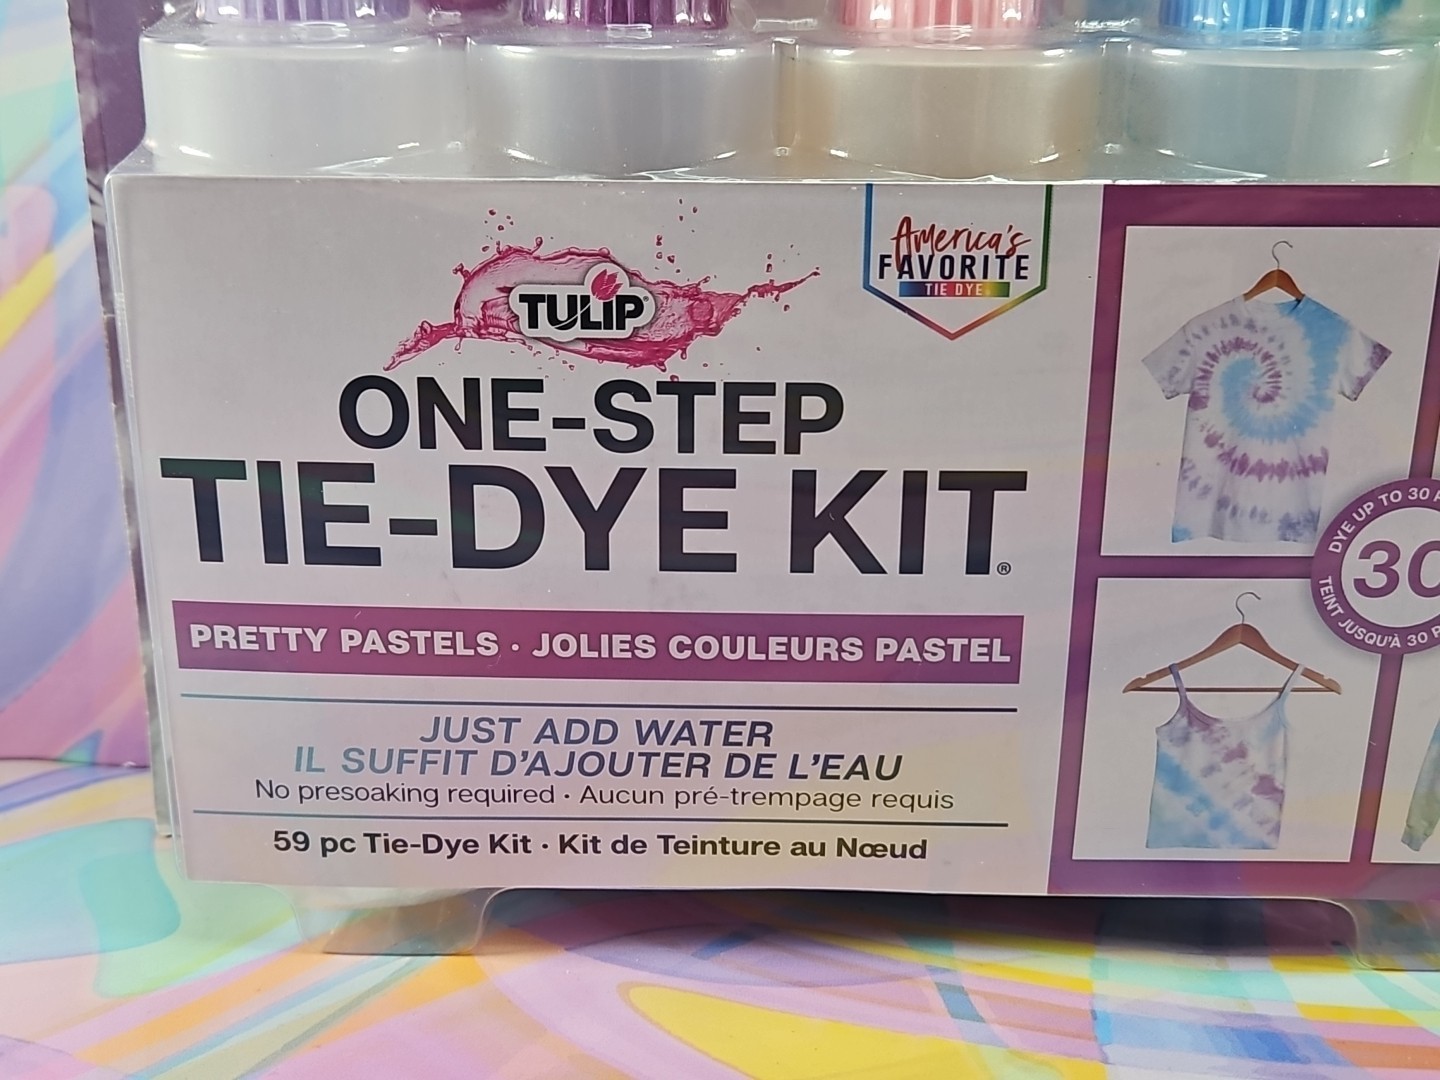 America's
FAVORITE
TIE DYE
TULIP®
ONE-STEP
TIE-DYE KIT®
PRETTY PASTELS · JOLIES COULEURS PASTEL
JUST ADD WATER
IL SUFFIT D'AJOUTER DE L'EAU
No presoaking required · Aucun pré-trempage requis
59 pc Tie-Dye Kit · Kit de Teinture au Nœud
DYE UP TO 30
30
TEINT JUSQU'À 30